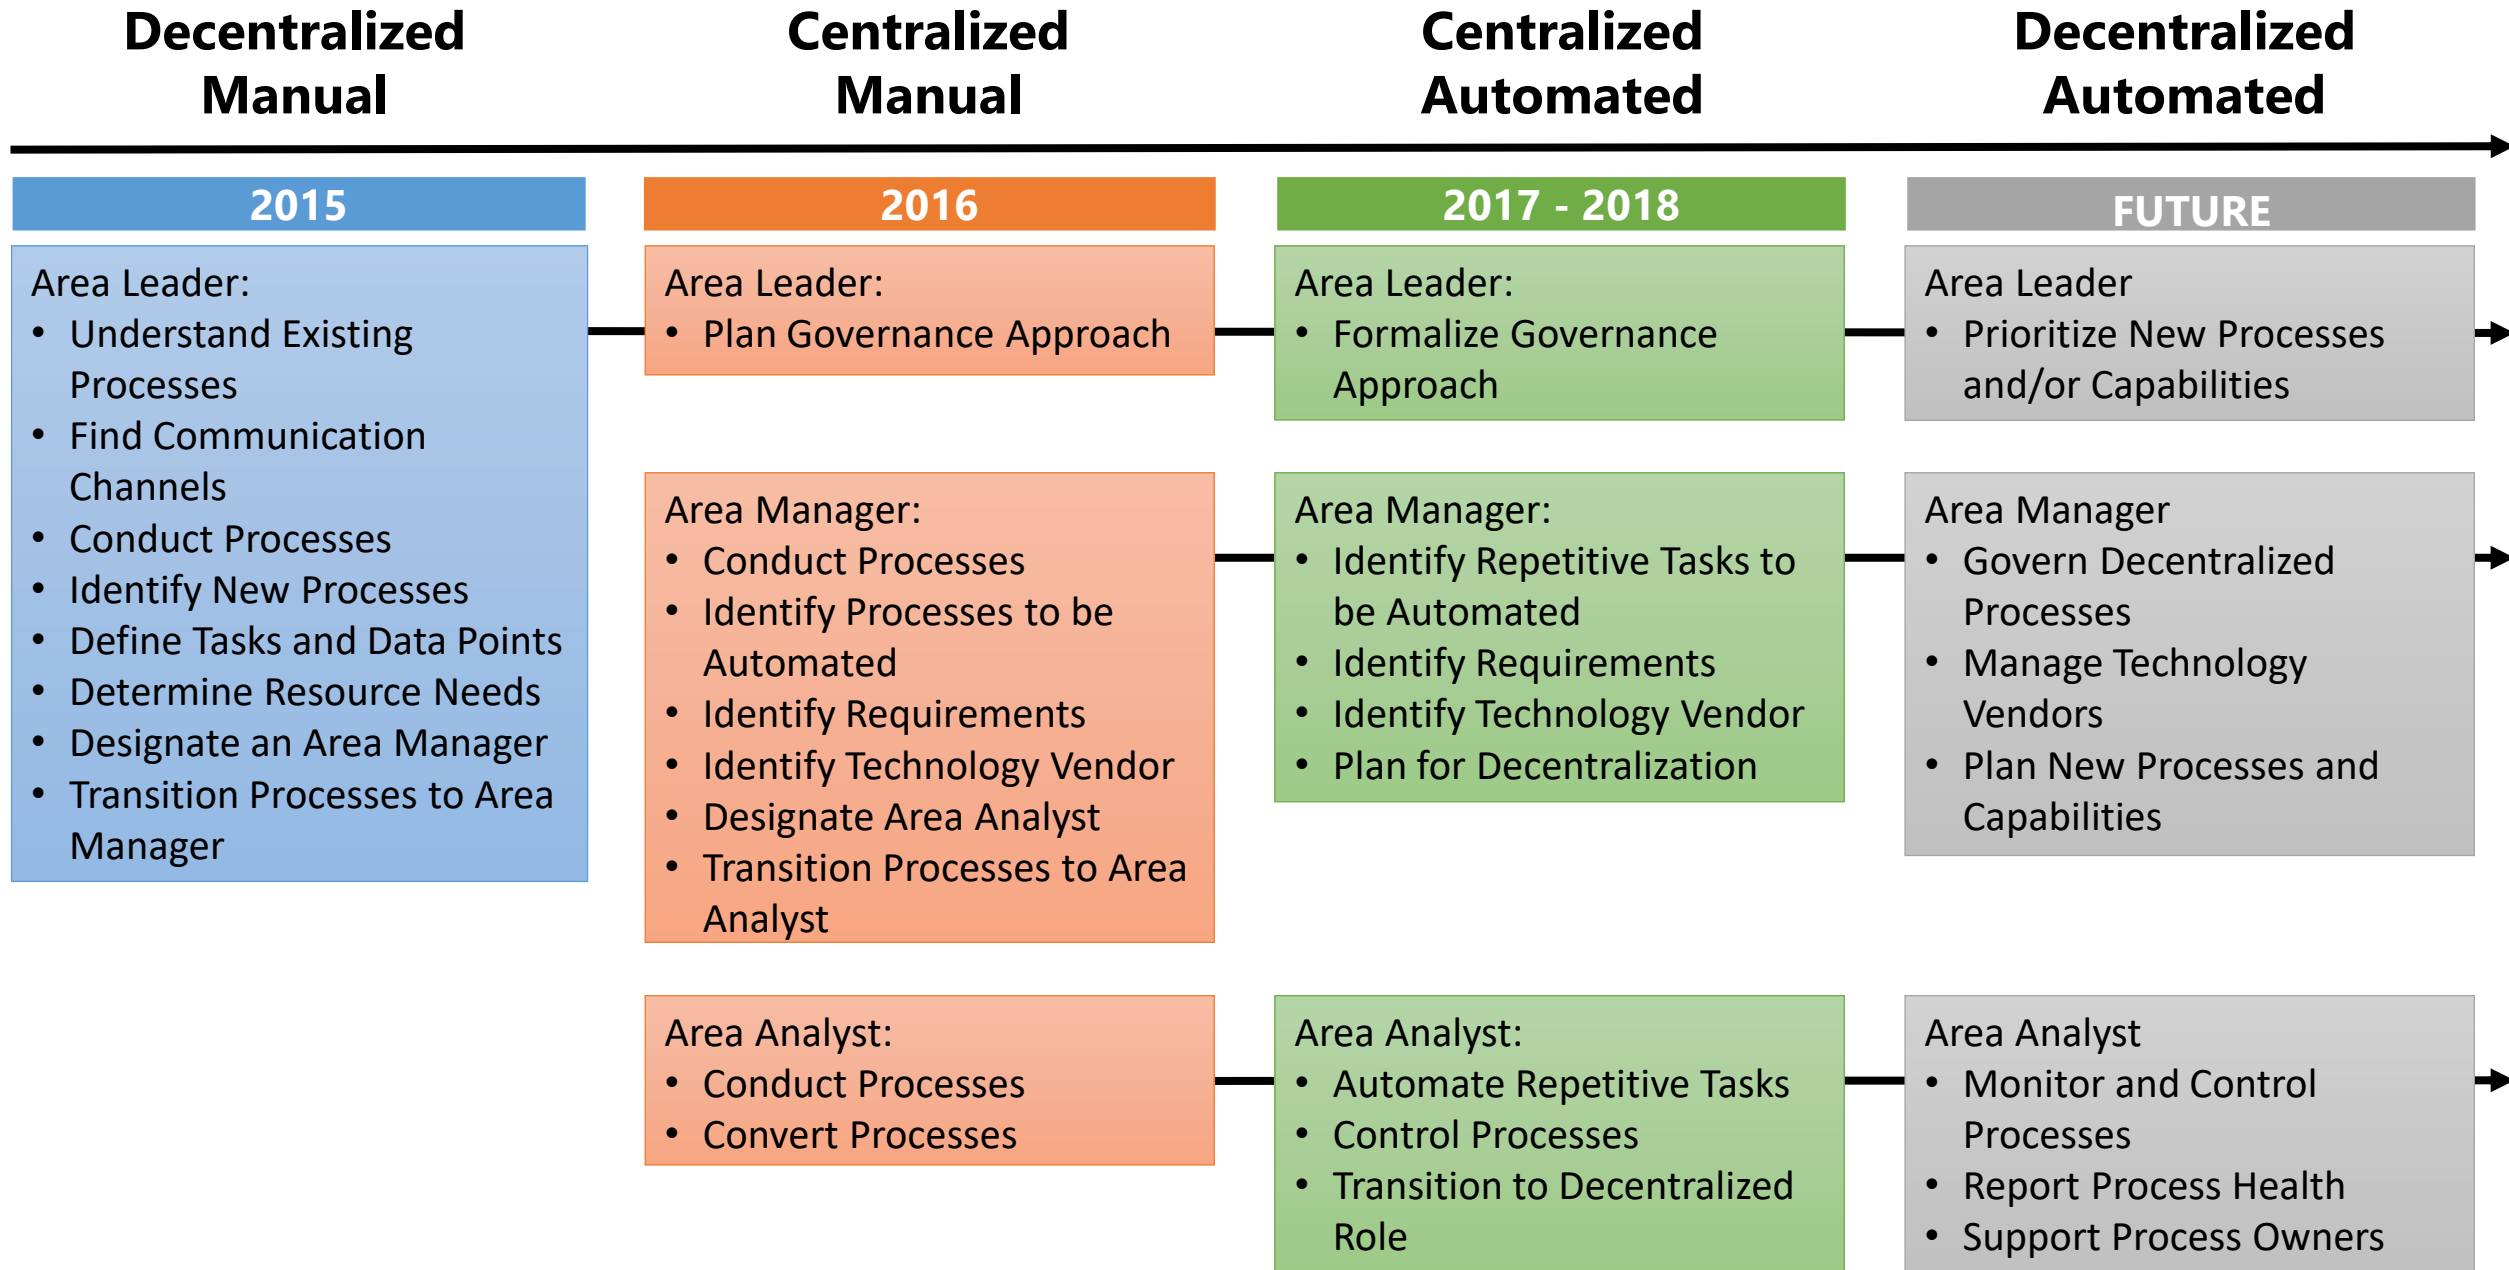 Decentralized
Manual
Centralized
Manual
Centralized
Automated
Decentralized
Automated
2015
2016
2017 - 2018
FUTURE
Area Leader:
• Understand Existing
Processes
• Find Communication
Channels
• Conduct Processes
• Identify New Processes
• Define Tasks and Data Points
• Determine Resource Needs
• Designate an Area Manager
• Transition Processes to Area
Manager
Area Leader:
• Plan Governance Approach
Area Manager:
• Conduct Processes
• Identify Processes to be
Automated
• Identify Requirements
• Identify Technology Vendor
• Designate Area Analyst
• Transition Processes to Area
Analyst
Area Analyst:
• Conduct Processes
• Convert Processes
Area Leader:
• Formalize Governance
Approach
Area Manager:
• Identify Repetitive Tasks to
be Automated
• Identify Requirements
• Identify Technology Vendor
• Plan for Decentralization
Area Analyst:
• Automate Repetitive Tasks
• Control Processes
• Transition to Decentralized
Role
Area Leader
• Prioritize New Processes
and/or Capabilities
Area Manager
• Govern Decentralized
Processes
• Manage Technology
Vendors
• Plan New Processes and
Capabilities
Area Analyst
• Monitor and Control
Processes
• Report Process Health
• Support Process Owners